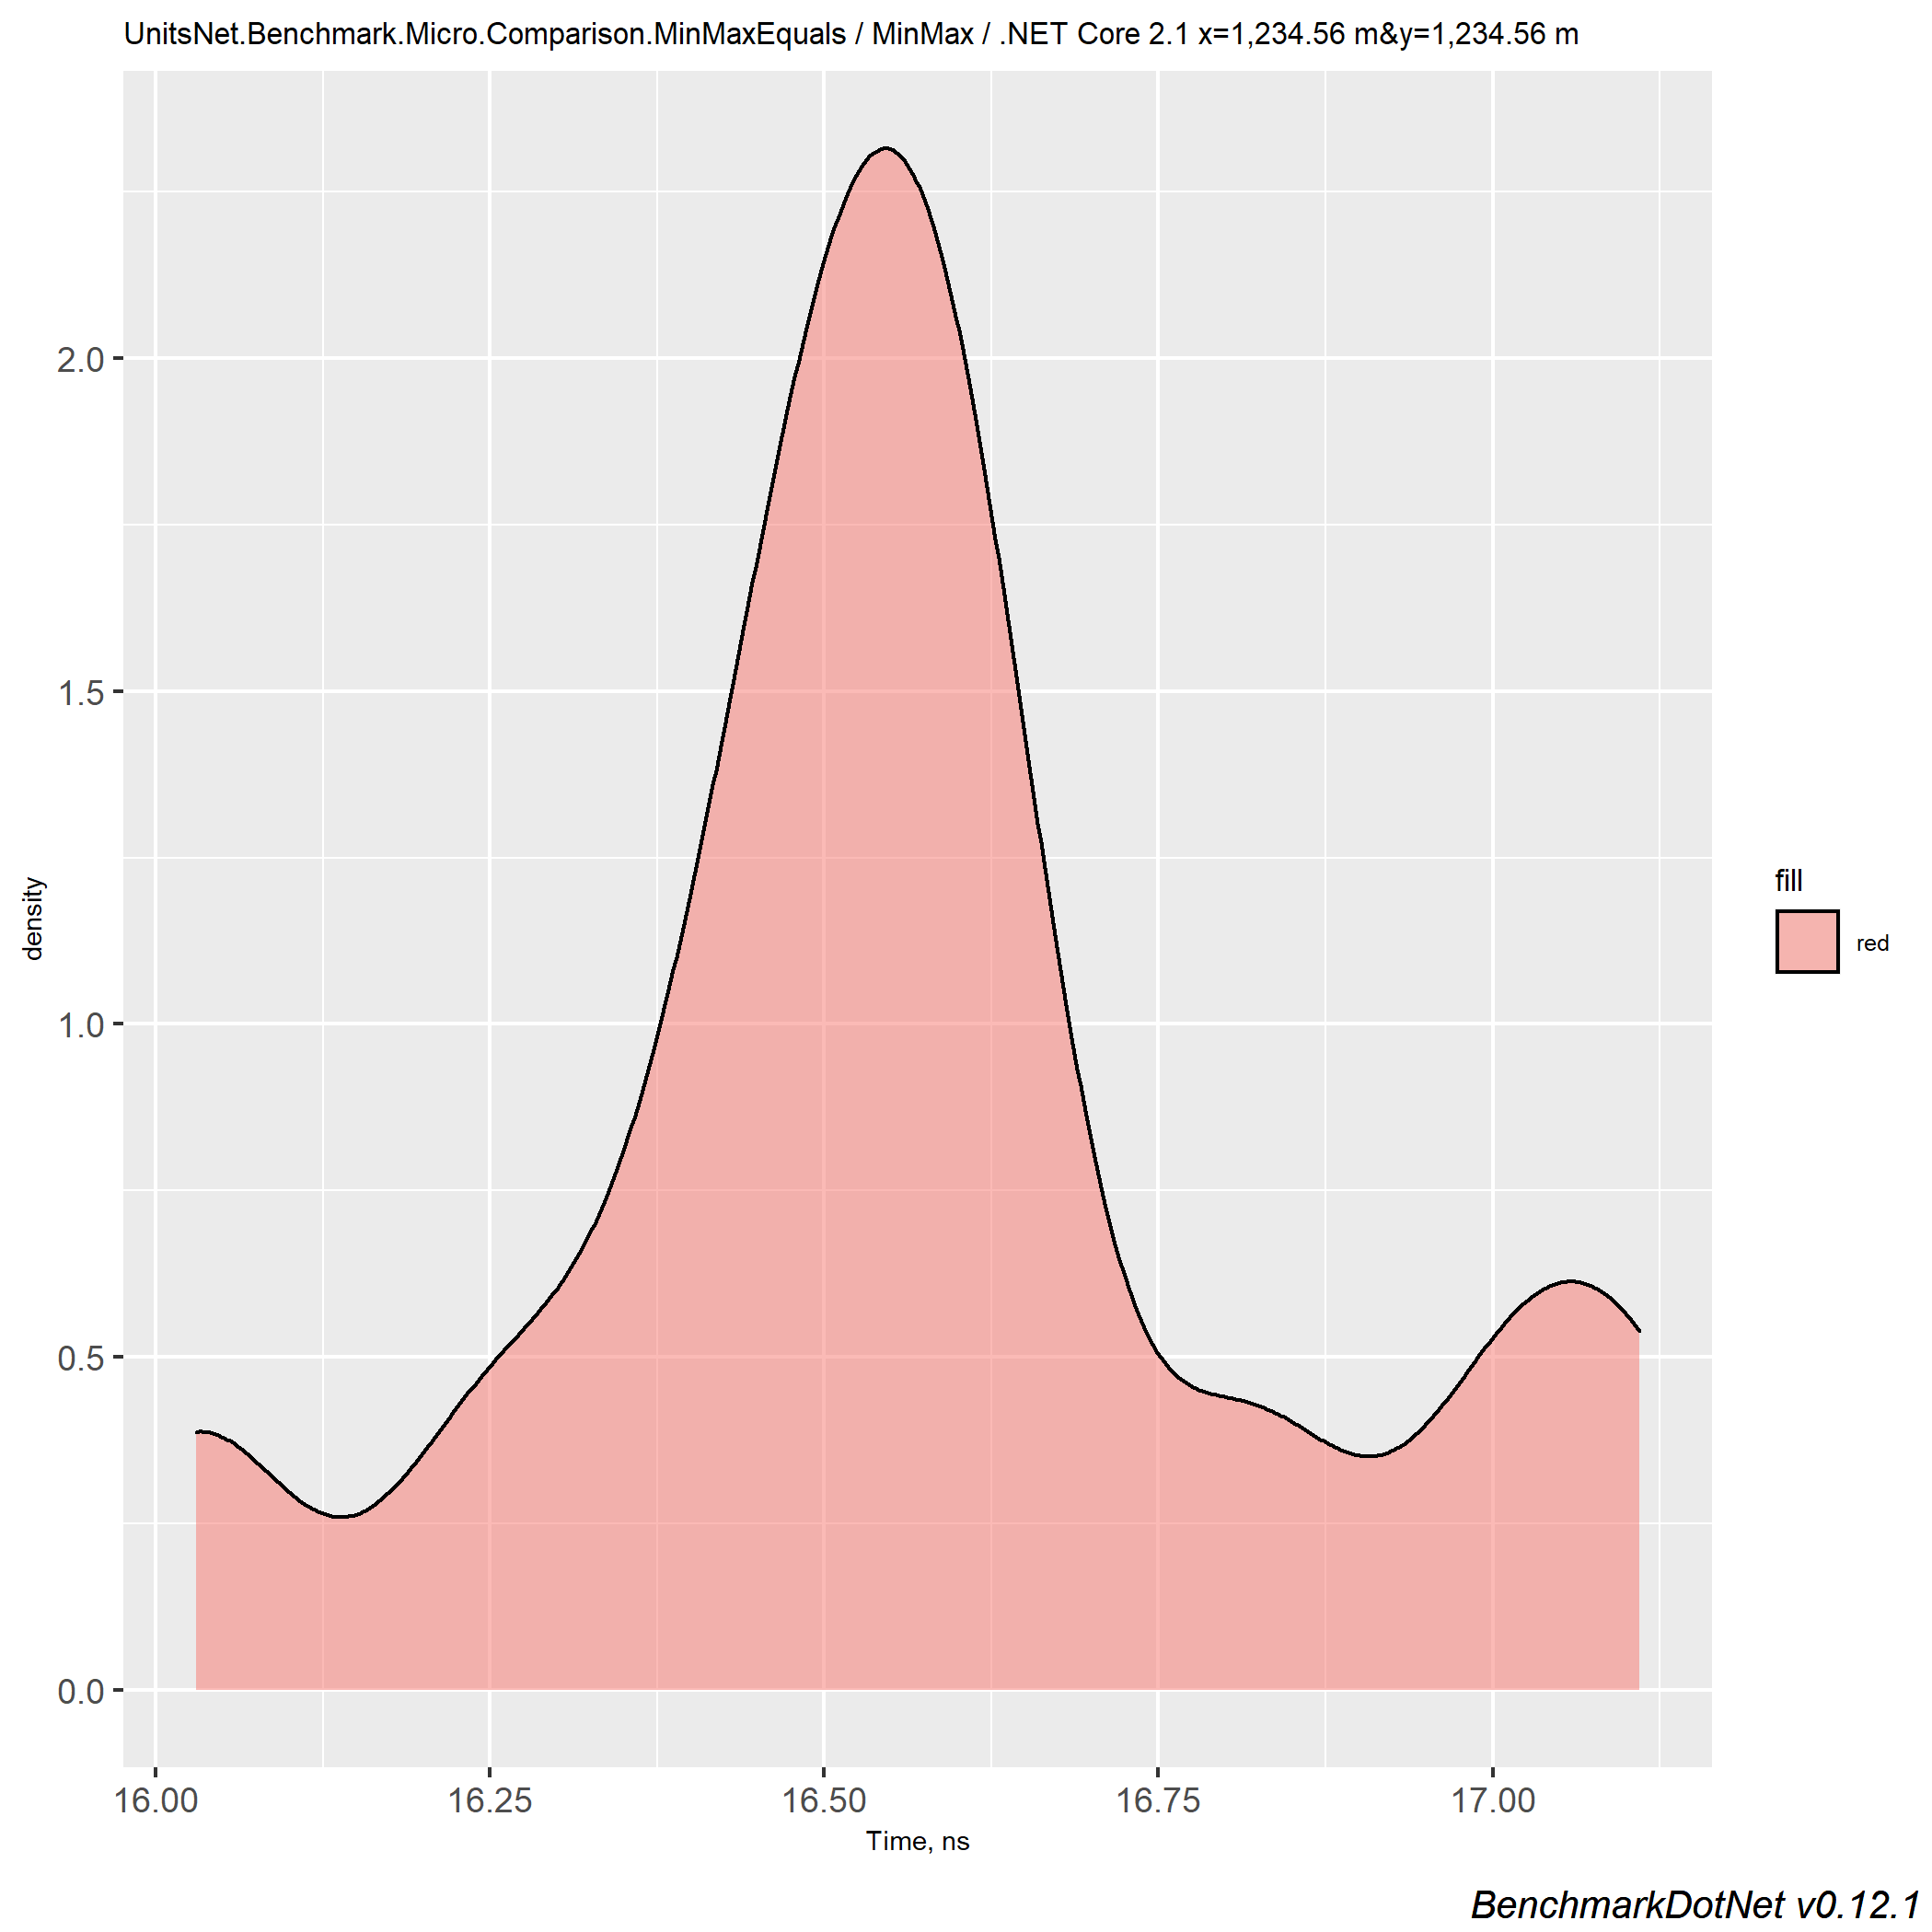 UnitsNet.Benchmark.Micro.Comparison.MinMaxEquals / MinMax / .NET Core 2.1 x=1,234.56 m&y=1,234.56 m
density
2.0
1.5
1.0
0.5
0.0
16.00 16.25 16.50 16.75 17.00
Time, ns
fill
red
BenchmarkDotNet v0.12.1